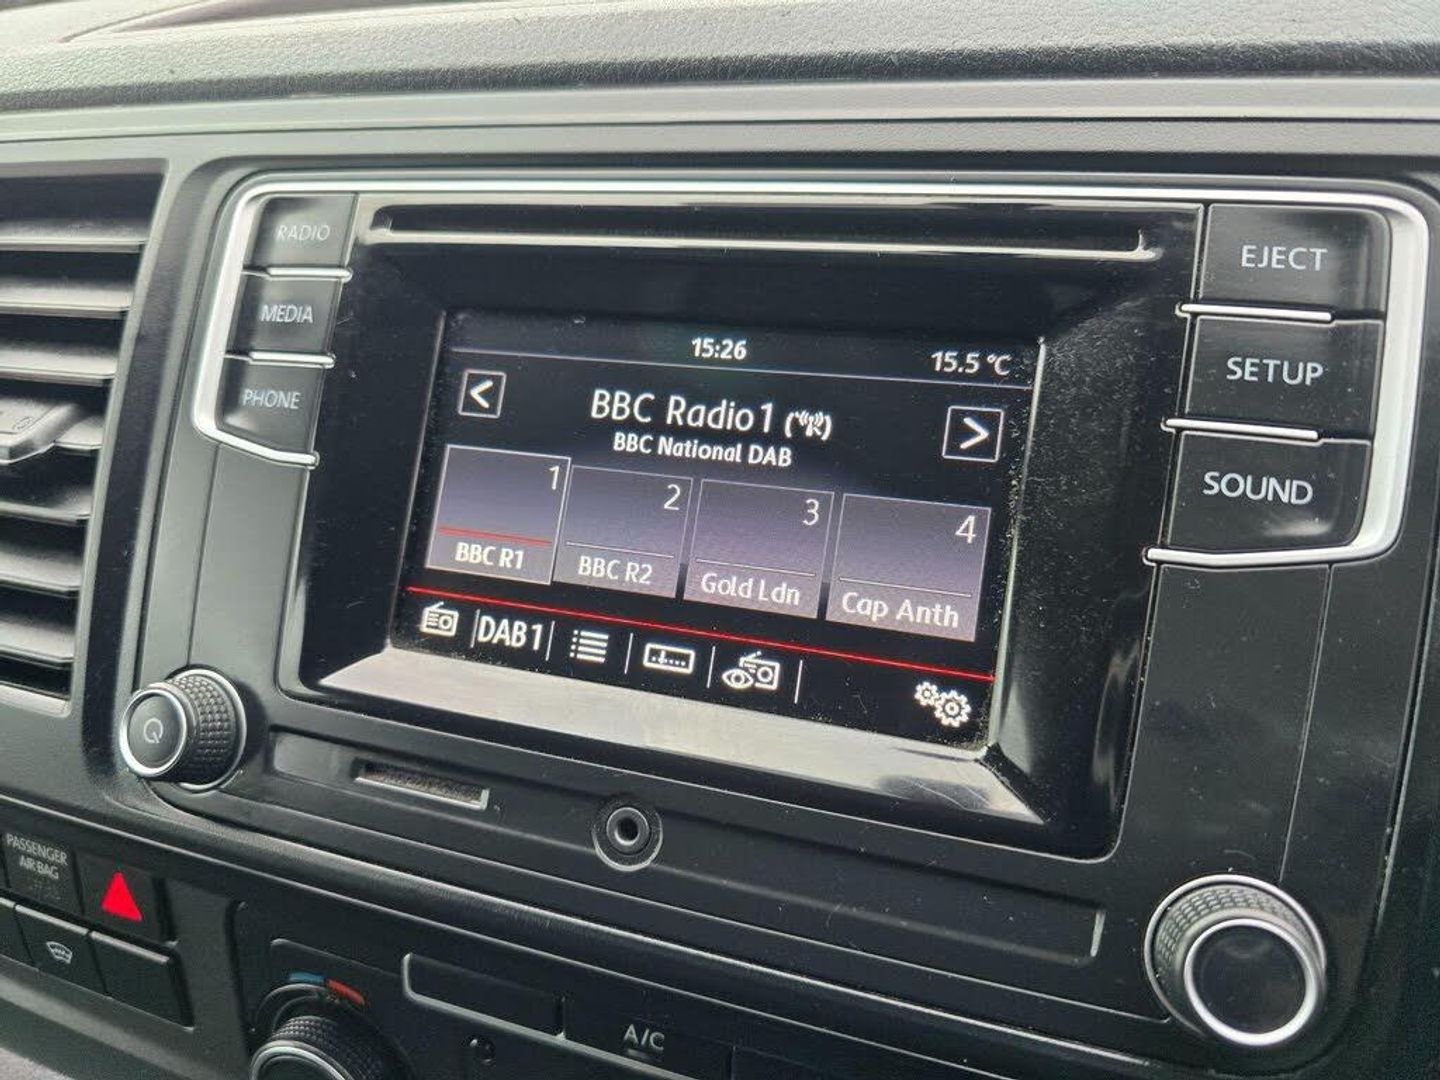 RADIO
MEDIA
PHONE
EJECT
SETUP
SOUND
15:26
15.5 °C
<
BBC Radio 1
>
BBC National DAB
1
2
3
4
BBC R1
BBC R2
Gold Ldn
Cap Anth
DAB1
PASSENGER
AIR BAG
A/C